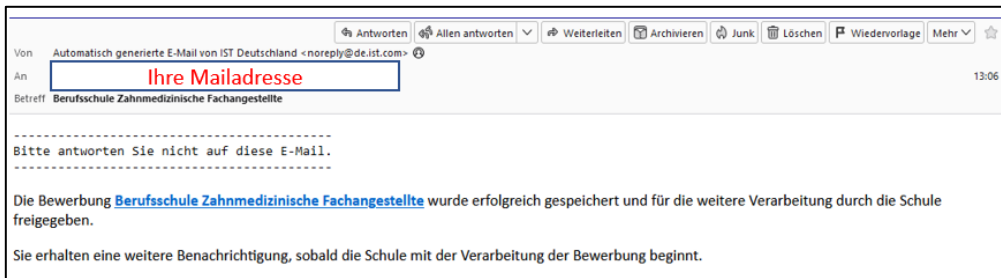 Antworten Allen antworten Weiterleiten Archivieren Junk Löschen Wiedervorlage Mehr
Von Automatisch generierte E-Mail von IST Deutschland <noreply@de.ist.com>
An Ihre Mailadresse 13:06
Betreff Berufsschule Zahnmedizinische Fachangestellte
----------------------------------------
Bitte antworten Sie nicht auf diese E-Mail.
----------------------------------------
Die Bewerbung Berufsschule Zahnmedizinische Fachangestellte wurde erfolgreich gespeichert und für die weitere Verarbeitung durch die Schule
freigegeben.
Sie erhalten eine weitere Benachrichtigung, sobald die Schule mit der Verarbeitung der Bewerbung beginnt.